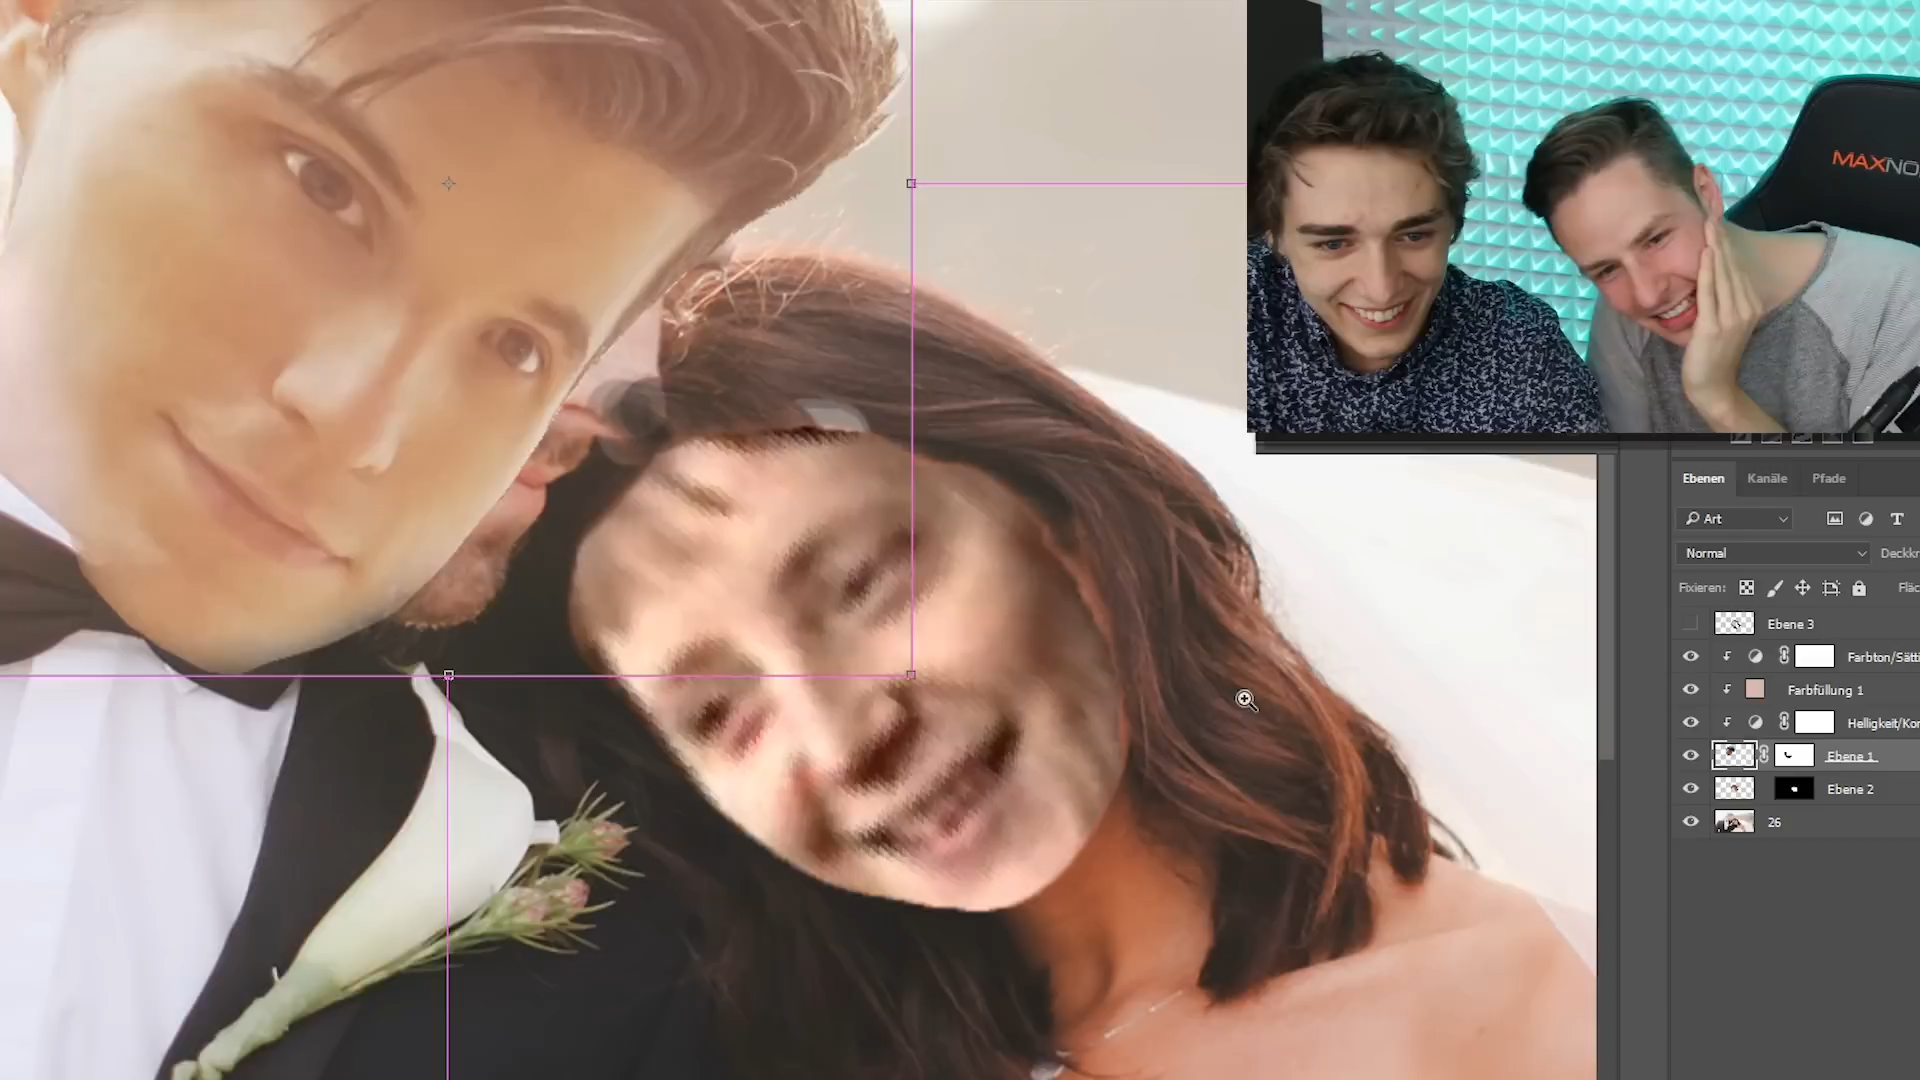 MAXNO
Ebenen Kanäle Pfade
Art
Normal Deckkr
Fixieren: Fläc
Ebene 3
Farbton/Sätti
Farbfüllung 1
Helligkeit/Kor
Ebene 1
Ebene 2
26